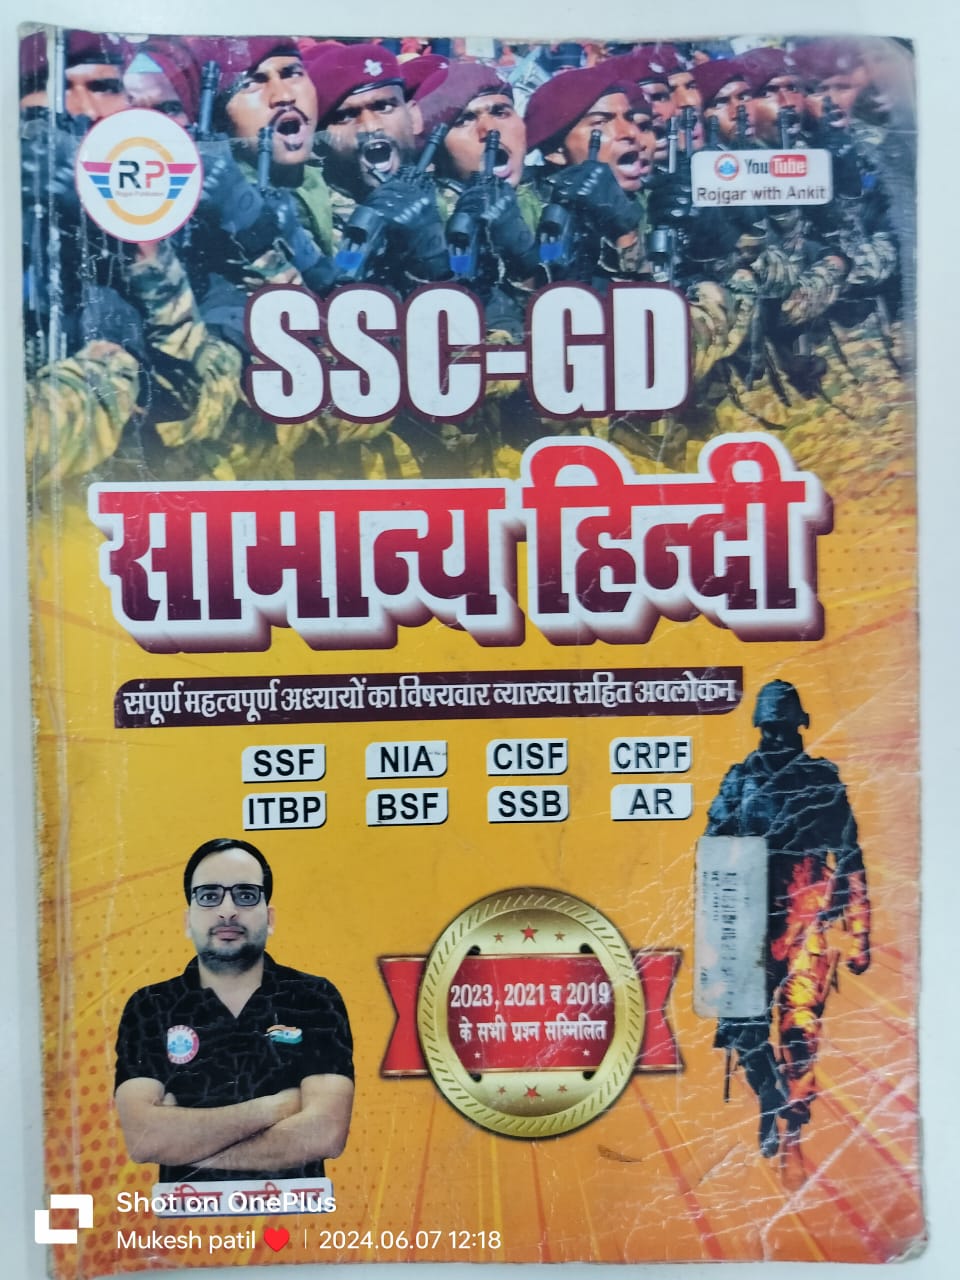 RP
YouTube
Rojgar with Ankit
SSC-GD
सामान्य हिन्दी
संपूर्ण महत्वपूर्ण अध्यायों का विषयवार व्याख्या सहित अवलोकन
SSF NIA CISF CRPF
ITBP BSF SSB AR
2023, 2021 व 2019
के सभी प्रश्न सम्मिलित
Shot on OnePlus
Mukesh patil ❤️ | 2024.06.07 12:18